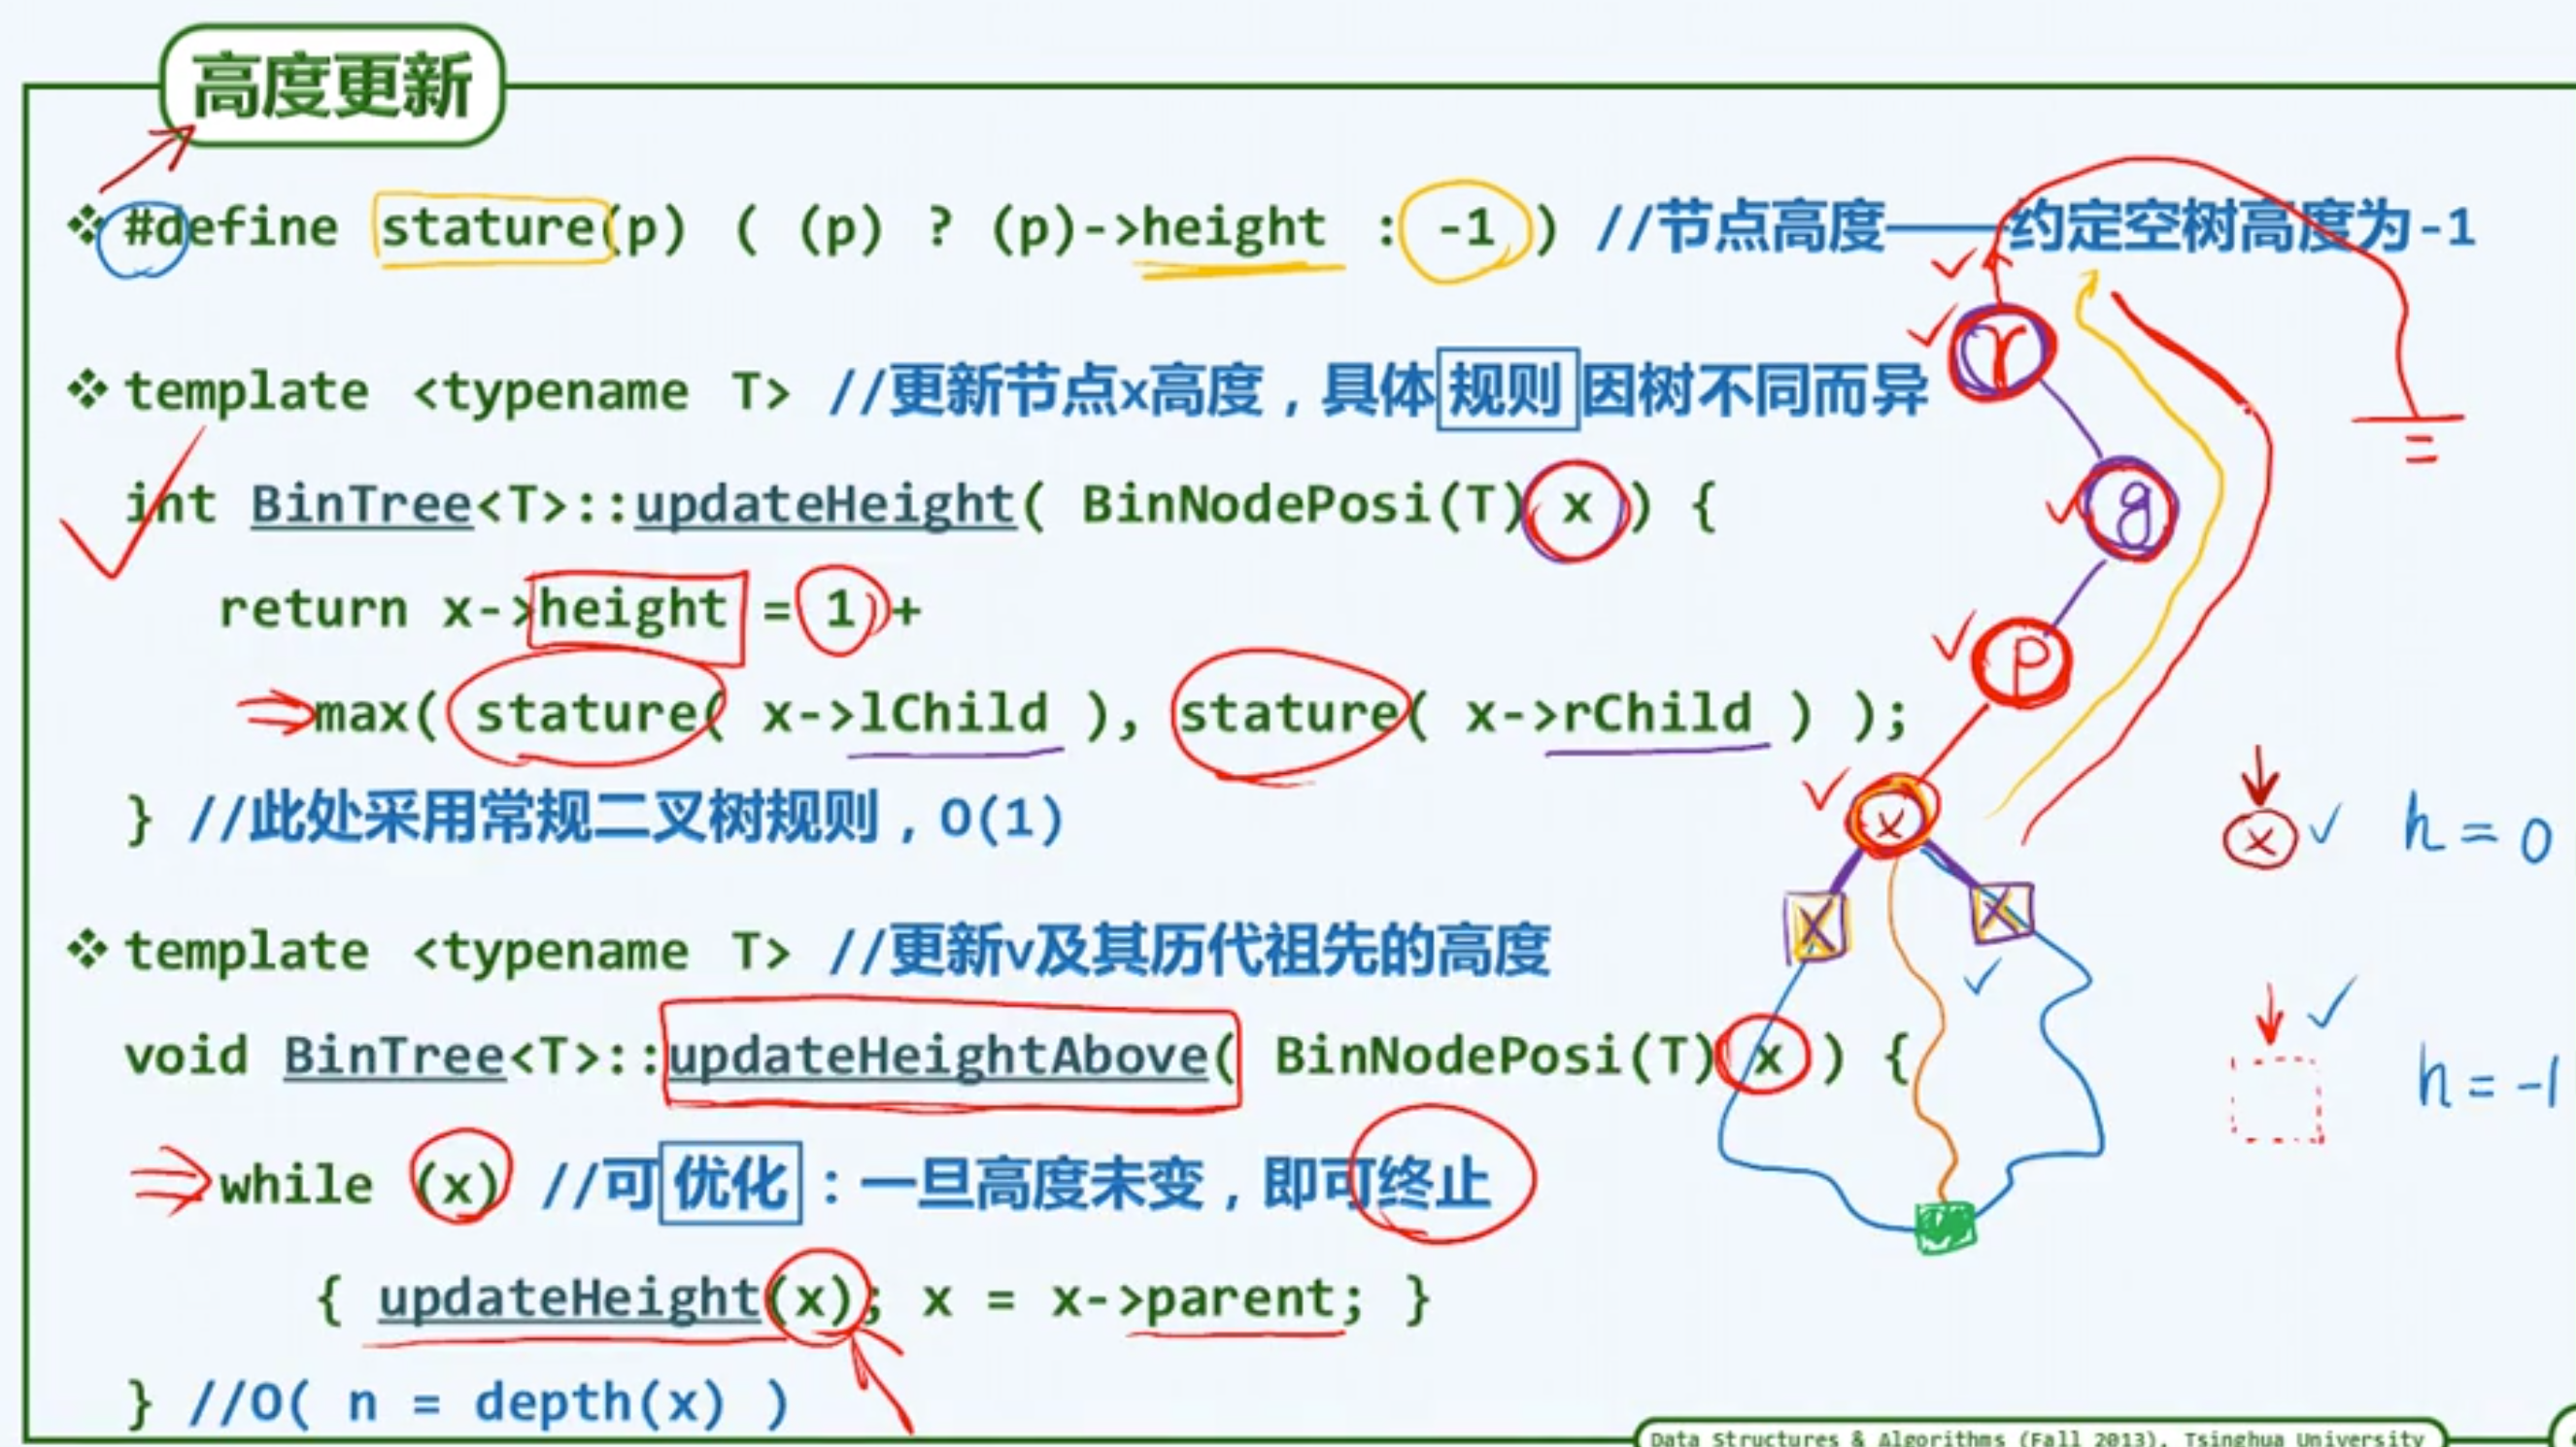 高度更新
#define stature(p) ( (p) ? (p)->height : -1 ) //节点高度——约定空树高度为-1
template <typename T> //更新节点x高度，具体规则因树不同而异
int BinTree<T>::updateHeight( BinNodePosi(T) x ) {
return x->height = 1 +
max( stature( x->lChild ), stature( x->rChild ) );
} //此处采用常规二叉树规则，O(1)
template <typename T> //更新v及其历代祖先的高度
void BinTree<T>::updateHeightAbove( BinNodePosi(T) x ) {
while (x) //可优化：一旦高度未变，即可终止
{ updateHeight(x); x = x->parent; }
} //O( n = depth(x) )
r
g
p
x
x h = 0
h = -1
Data Structures & Algorithms (Fall 2013), Tsinghua University